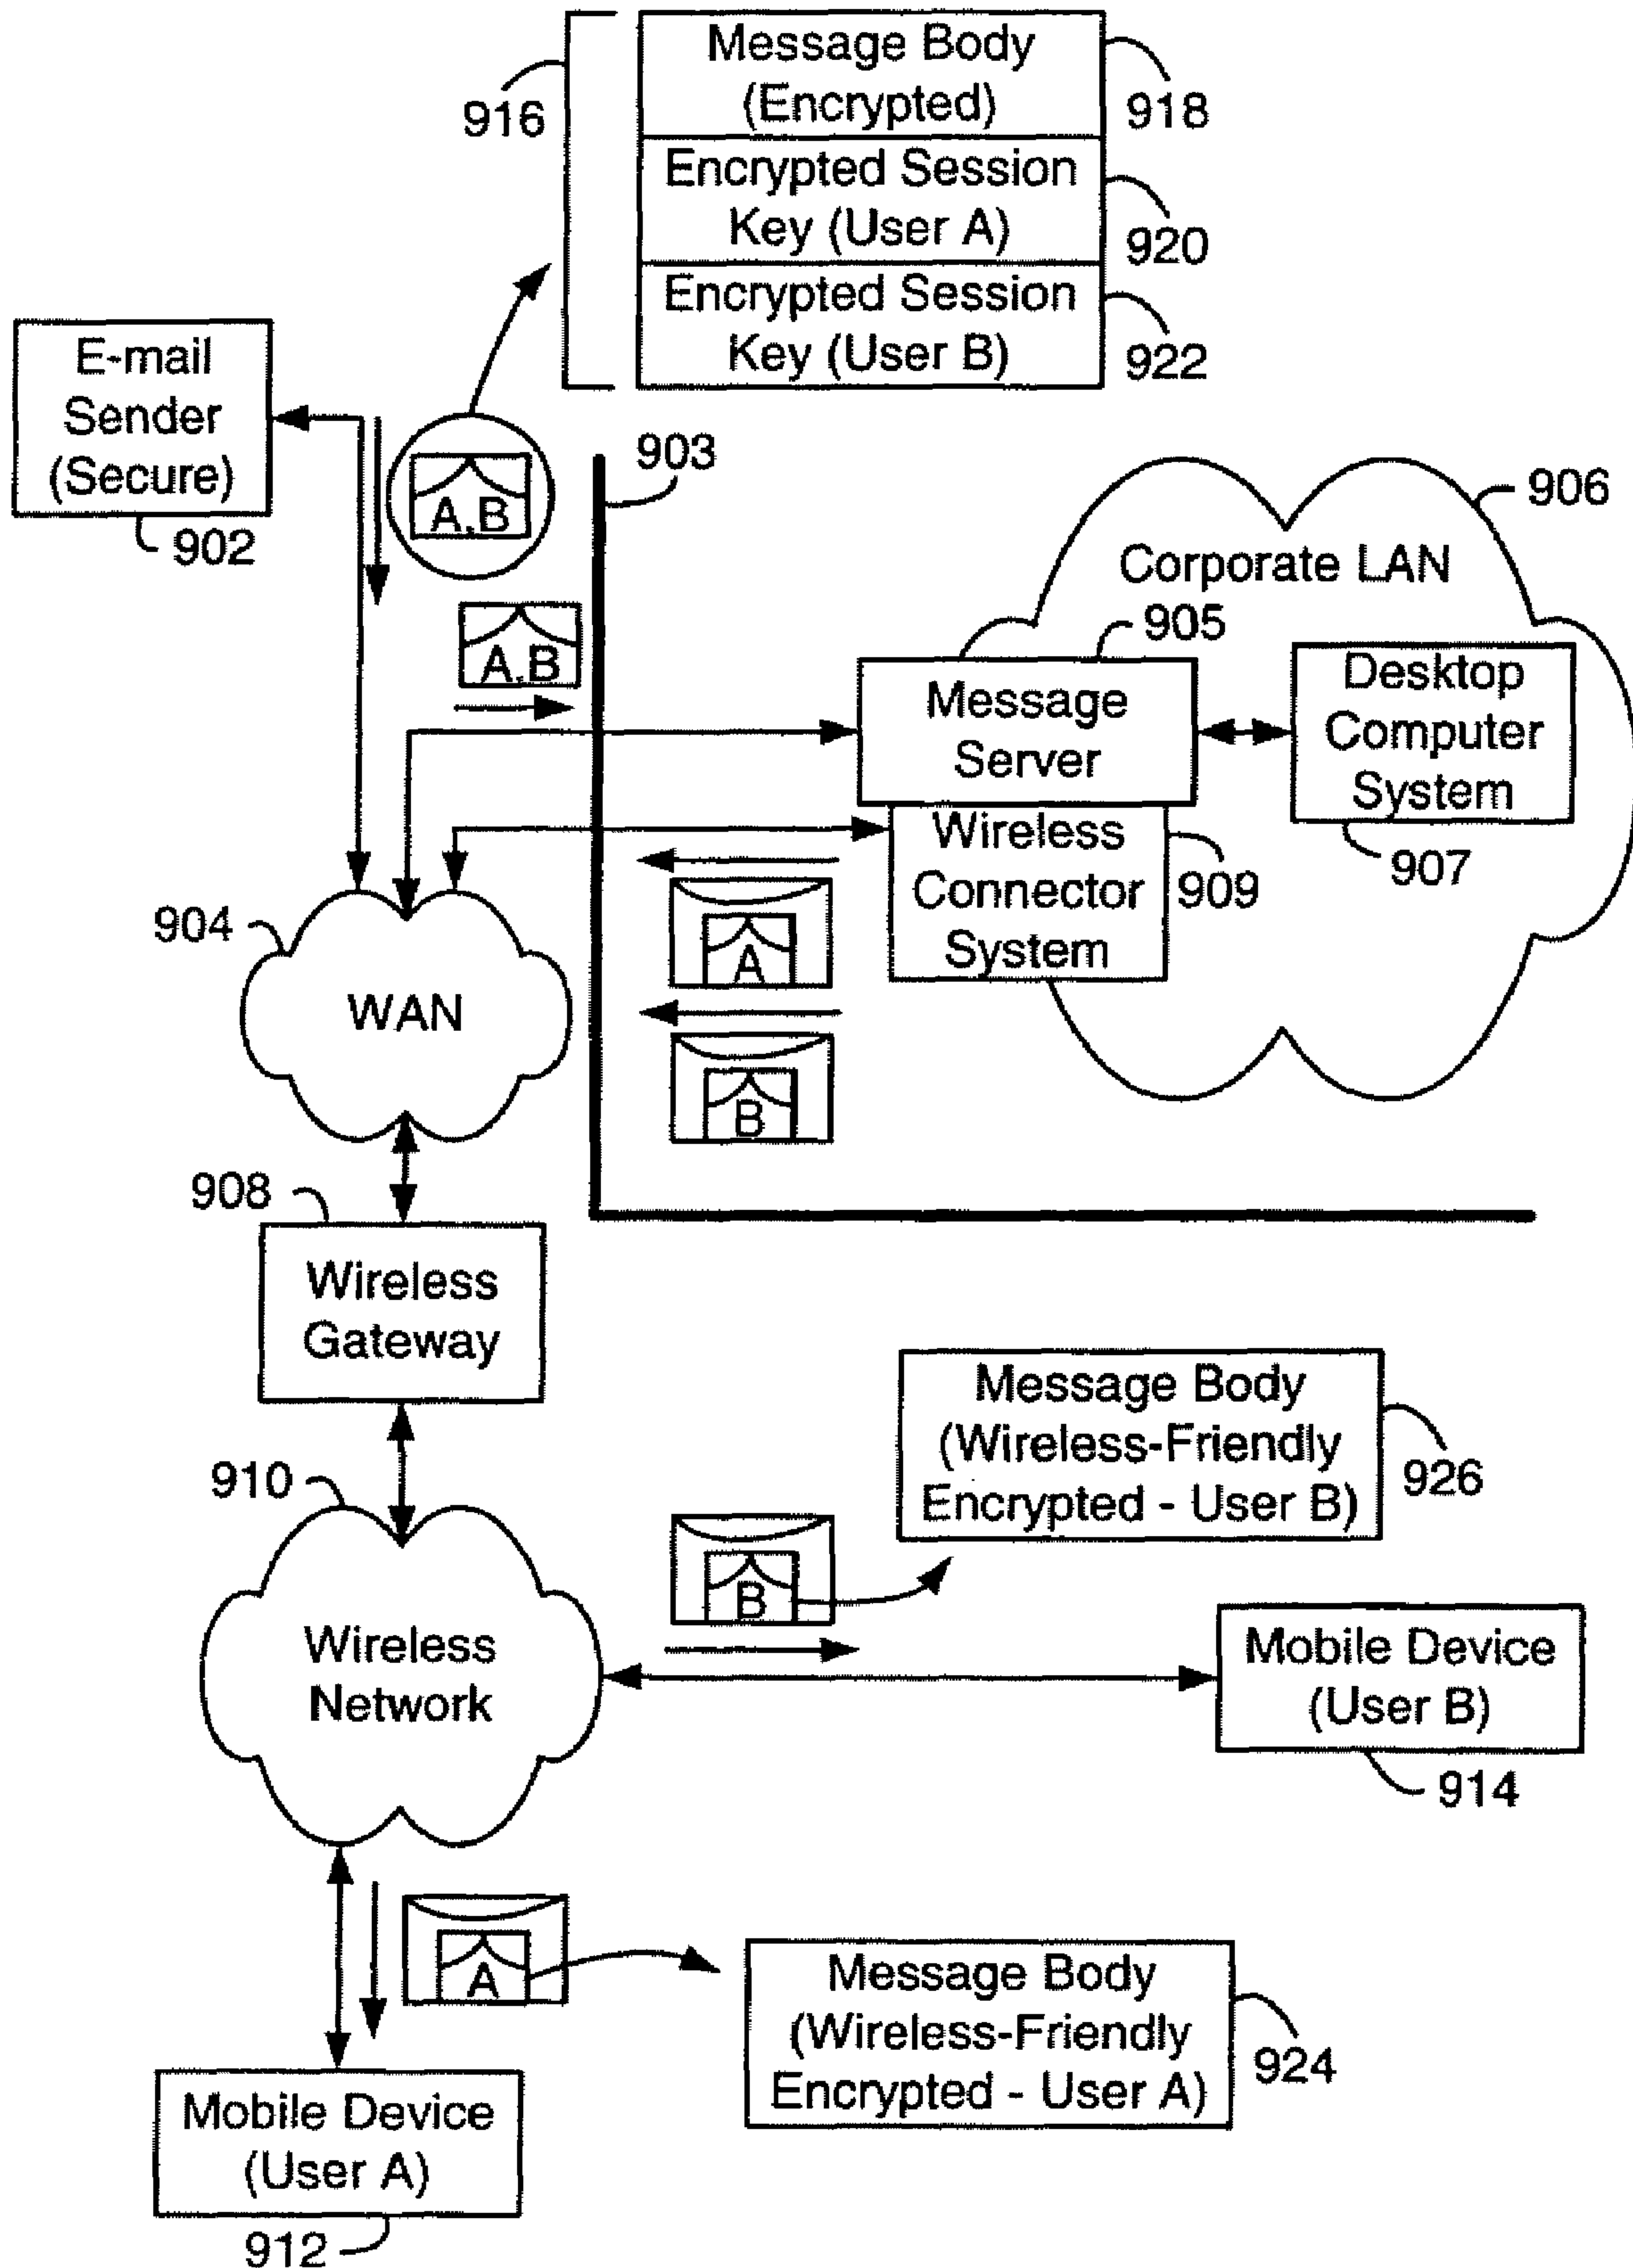 Message Body
(Encrypted)
916
918
Encrypted Session
Key (User A)
920
Encrypted Session
Key (User B)
922
E-mail
Sender
(Secure)
902
A,B
903
906
Corporate LAN
905
A,B
Message
Server
Desktop
Computer
System
907
Wireless
Connector
System
909
A
904
WAN
B
908
Wireless
Gateway
Message Body
(Wireless-Friendly
Encrypted - User B)
926
910
B
Wireless
Network
Mobile Device
(User B)
914
A
Message Body
(Wireless-Friendly
Encrypted - User A)
924
Mobile Device
(User A)
912